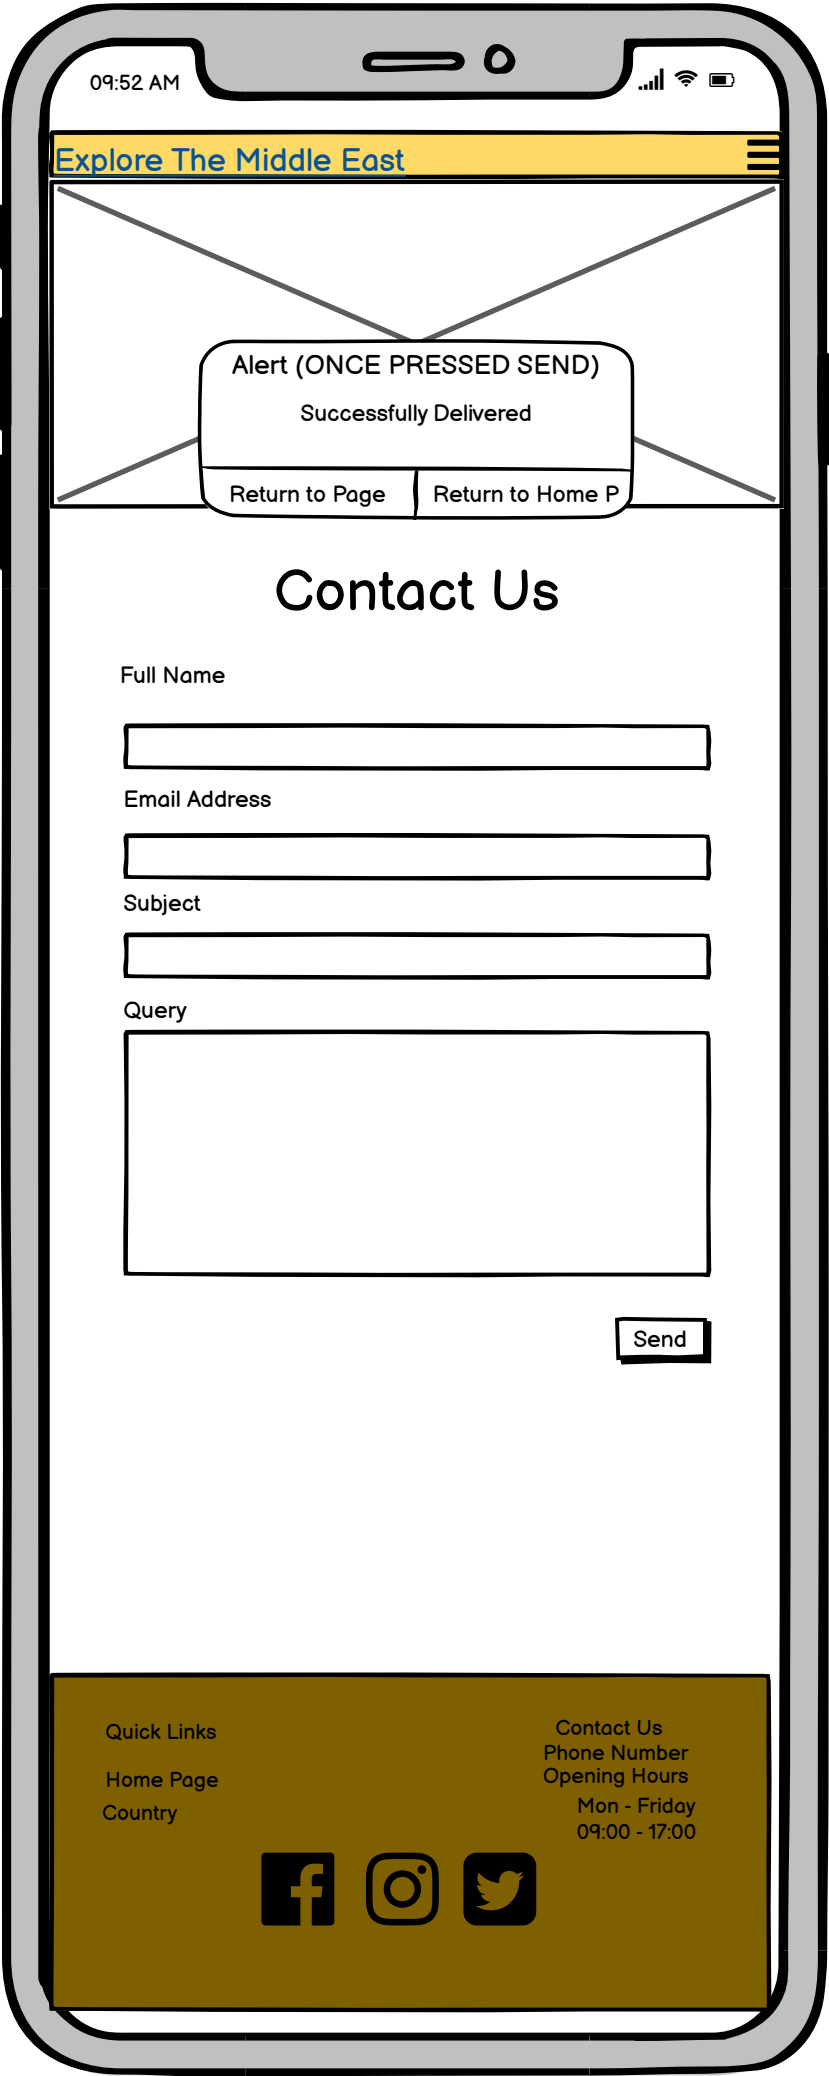 09:52 AM
Explore The Middle East
Alert (ONCE PRESSED SEND)
Successfully Delivered
Return to Page
Return to Home P
Contact Us
Full Name
Email Address
Subject
Query
Send
Quick Links
Home Page
Country
Contact Us
Phone Number
Opening Hours
Mon - Friday
09:00 - 17:00